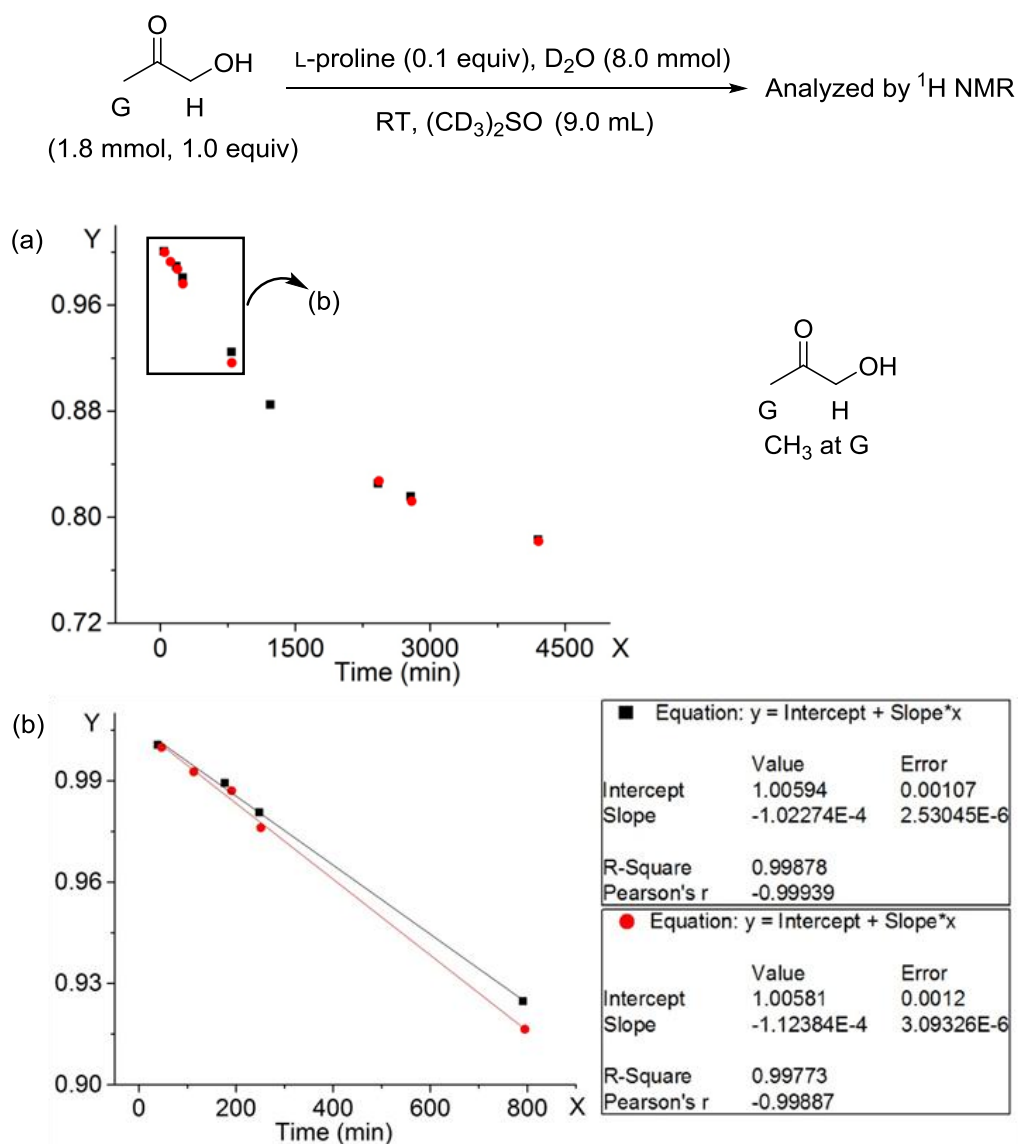 O
OH
G H
(1.8 mmol, 1.0 equiv)
L-proline (0.1 equiv), D₂O (8.0 mmol)
RT, (CD₃)₂SO (9.0 mL)
Analyzed by ¹H NMR
(a)
Y
0.96
0.88
0.80
0.72
(b)
0 1500 3000 4500 X
Time (min)
O
OH
G H
CH₃ at G
(b)
Y
0.99
0.96
0.93
0.90
0 200 400 600 800 X
Time (min)
Equation: y = Intercept + Slope*x
Value Error
Intercept 1.00594 0.00107
Slope -1.02274E-4 2.53045E-6
R-Square 0.99878
Pearson's r -0.99939
Equation: y = Intercept + Slope*x
Value Error
Intercept 1.00581 0.0012
Slope -1.12384E-4 3.09326E-6
R-Square 0.99773
Pearson's r -0.99887